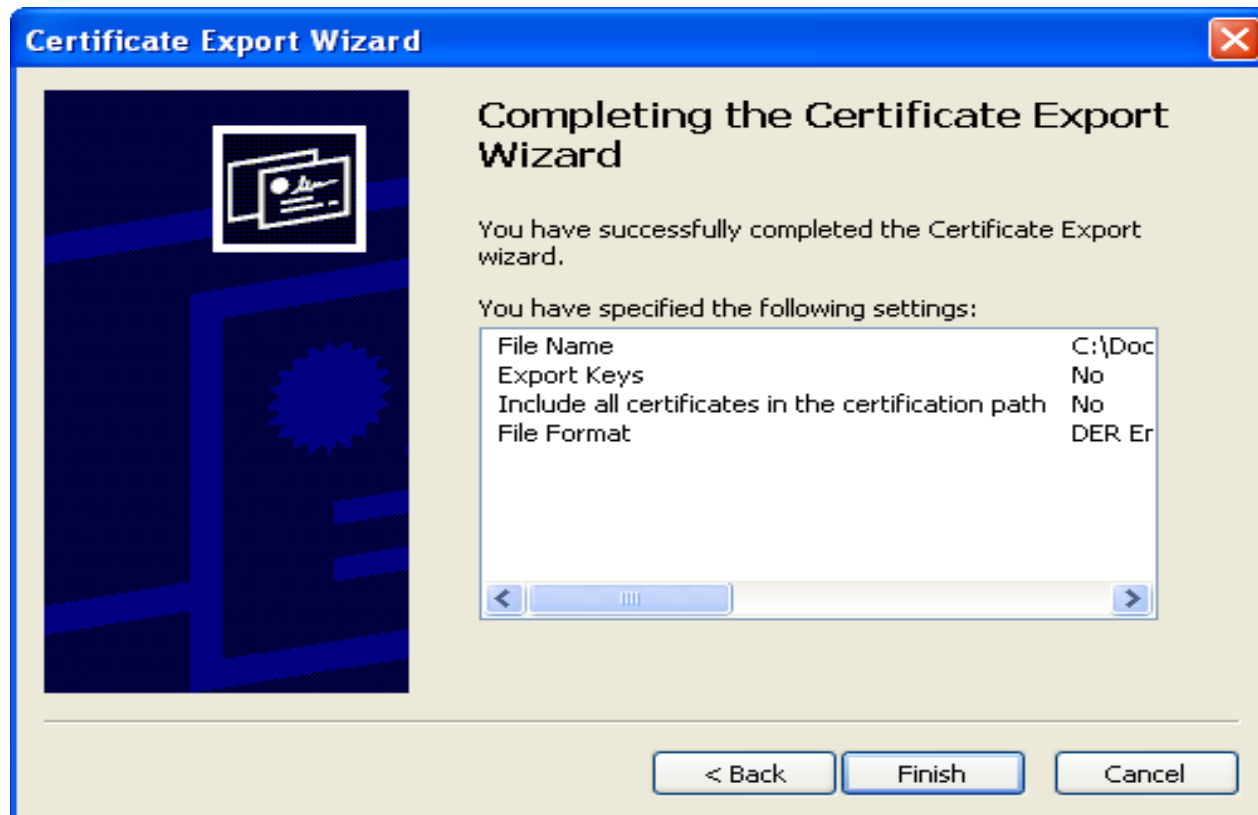 Certificate Export Wizard
Completing the Certificate Export
Wizard
You have successfully completed the Certificate Export
wizard.
You have specified the following settings:
File Name C:\Doc
Export Keys No
Include all certificates in the certification path No
File Format DER Er
< Back Finish Cancel